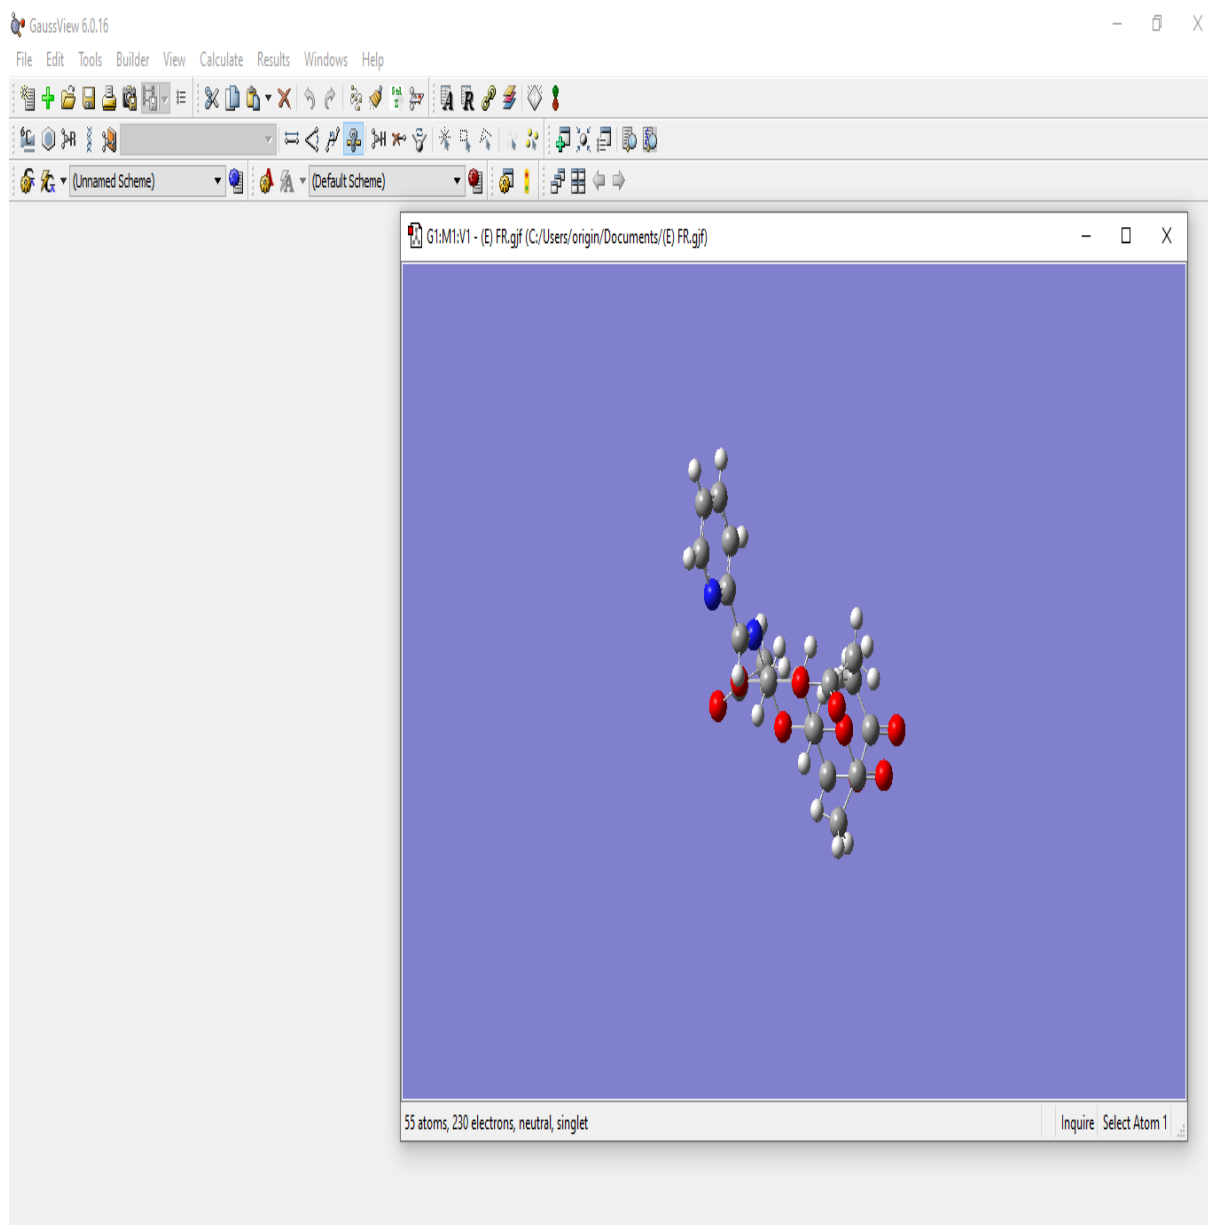 GaussView 6.0.16
File Edit Tools Builder View Calculate Results Windows Help
(Unnamed Scheme) (Default Scheme)
G1:M1:V1 - (E) FR.gjf (C:/Users/origin/Documents/(E) FR.gjf)
55 atoms, 230 electrons, neutral, singlet Inquire Select Atom 1